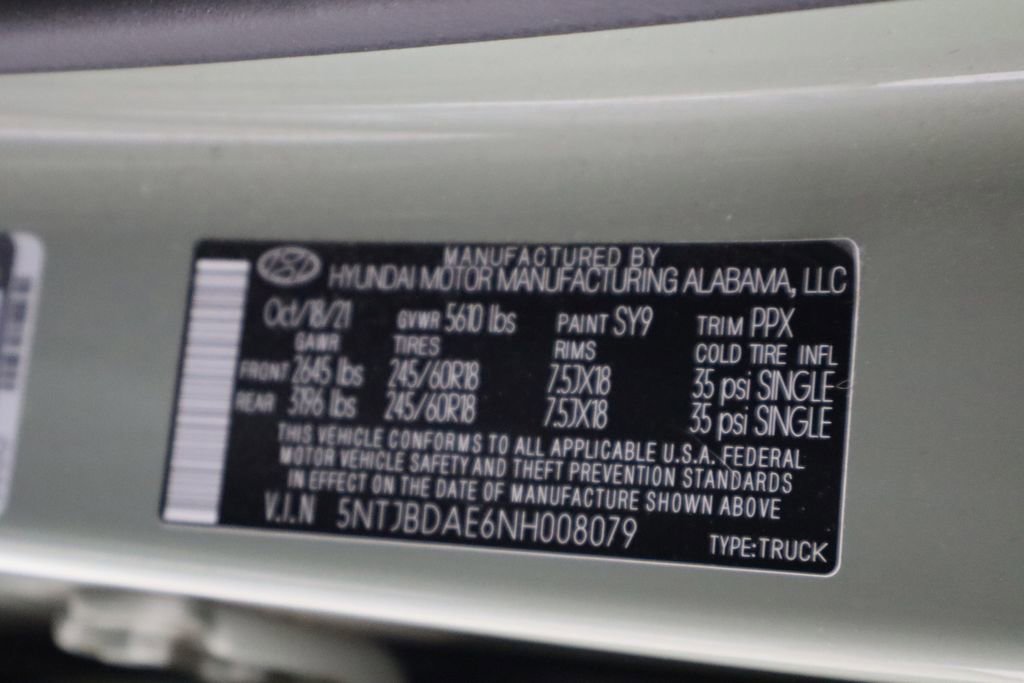 MANUFACTURED BY
HYUNDAI MOTOR MANUFACTURING ALABAMA, LLC
Oct/18/21 GVWR 5610 lbs PAINT SY9 TRIM PPX
GAWR TIRES RIMS COLD TIRE INFL
FRONT 2645 lbs 245/60R18 7.5JX18 35 psi SINGLE
REAR 3196 lbs 245/60R18 7.5JX18 35 psi SINGLE
THIS VEHICLE CONFORMS TO ALL APPLICABLE U.S.A. FEDERAL
MOTOR VEHICLE SAFETY AND THEFT PREVENTION STANDARDS
IN EFFECT ON THE DATE OF MANUFACTURE SHOWN ABOVE
V.I.N 5NTJBDAE6NH008079
TYPE:TRUCK